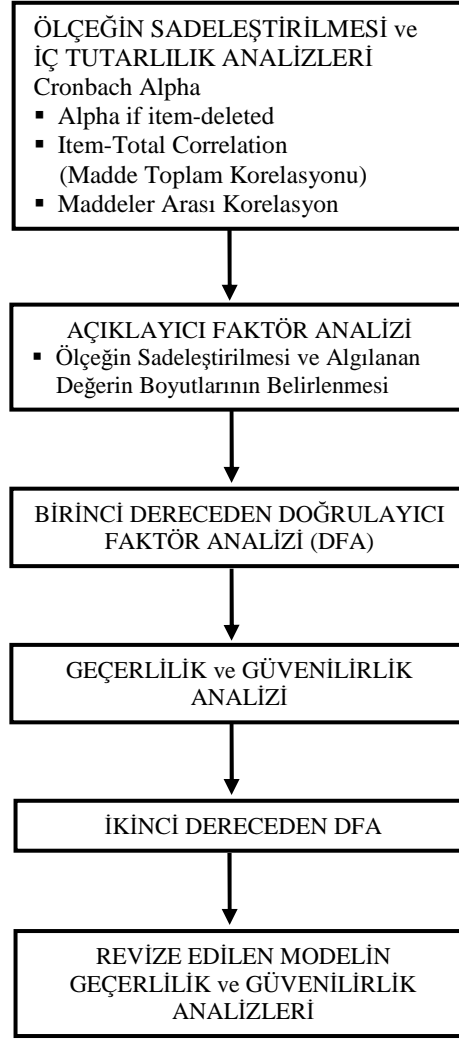 ÖLÇEĞİN SADELEŞTİRİLMESİ ve
İÇ TUTARLILIK ANALİZLERİ
Cronbach Alpha
▪ Alpha if item-deleted
▪ Item-Total Correlation
(Madde Toplam Korelasyonu)
▪ Maddeler Arası Korelasyon
AÇIKLAYICI FAKTÖR ANALİZİ
▪ Ölçeğin Sadeleştirilmesi ve Algılanan
Değerin Boyutlarının Belirlenmesi
BİRİNCİ DERECEDEN DOĞRULAYICI
FAKTÖR ANALİZİ (DFA)
GEÇERLİLİK ve GÜVENİLİRLİK
ANALİZİ
İKİNCİ DERECEDEN DFA
REVİZE EDİLEN MODELİN
GEÇERLİLİK ve GÜVENİLİRLİK
ANALİZLERİ